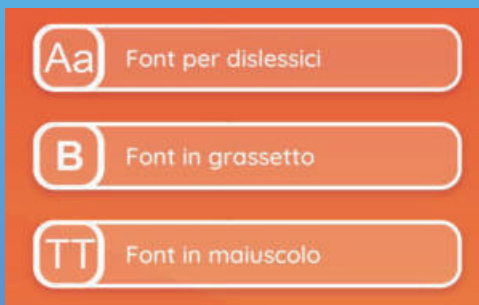 Aa Font per dislessici
B Font in grassetto
TT Font in maiuscolo